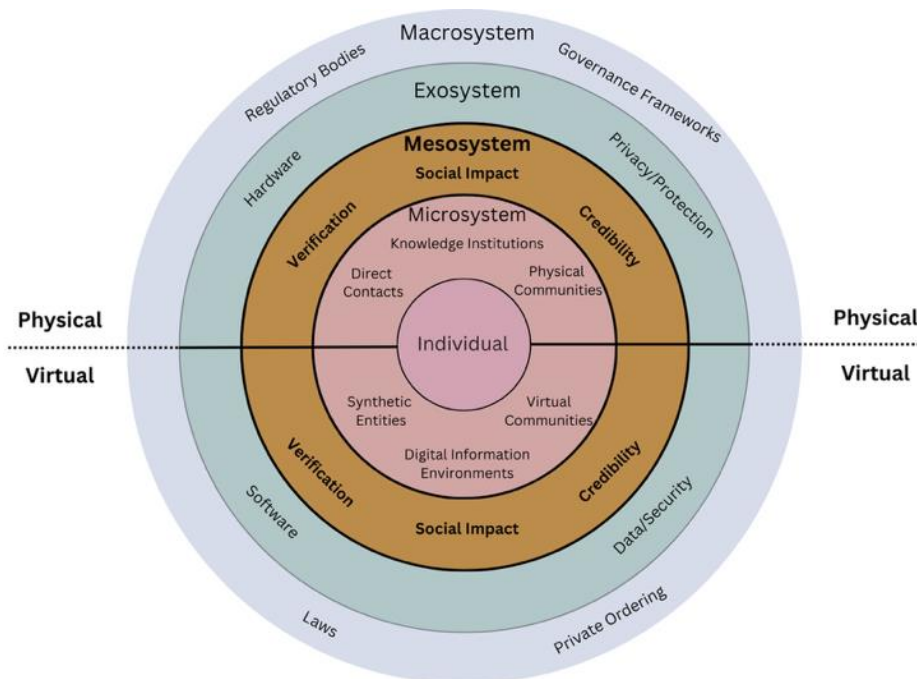 Macrosystem
Regulatory Bodies
Governance Frameworks
Exosystem
Hardware
Privacy/Protection
Mesosystem
Social Impact
Verification
Credibility
Microsystem
Knowledge Institutions
Direct
Contacts
Physical
Communities
Physical
Physical
Individual
Virtual
Virtual
Synthetic
Entities
Virtual
Communities
Digital Information
Environments
Verification
Credibility
Social Impact
Software
Data/Security
Laws
Private Ordering